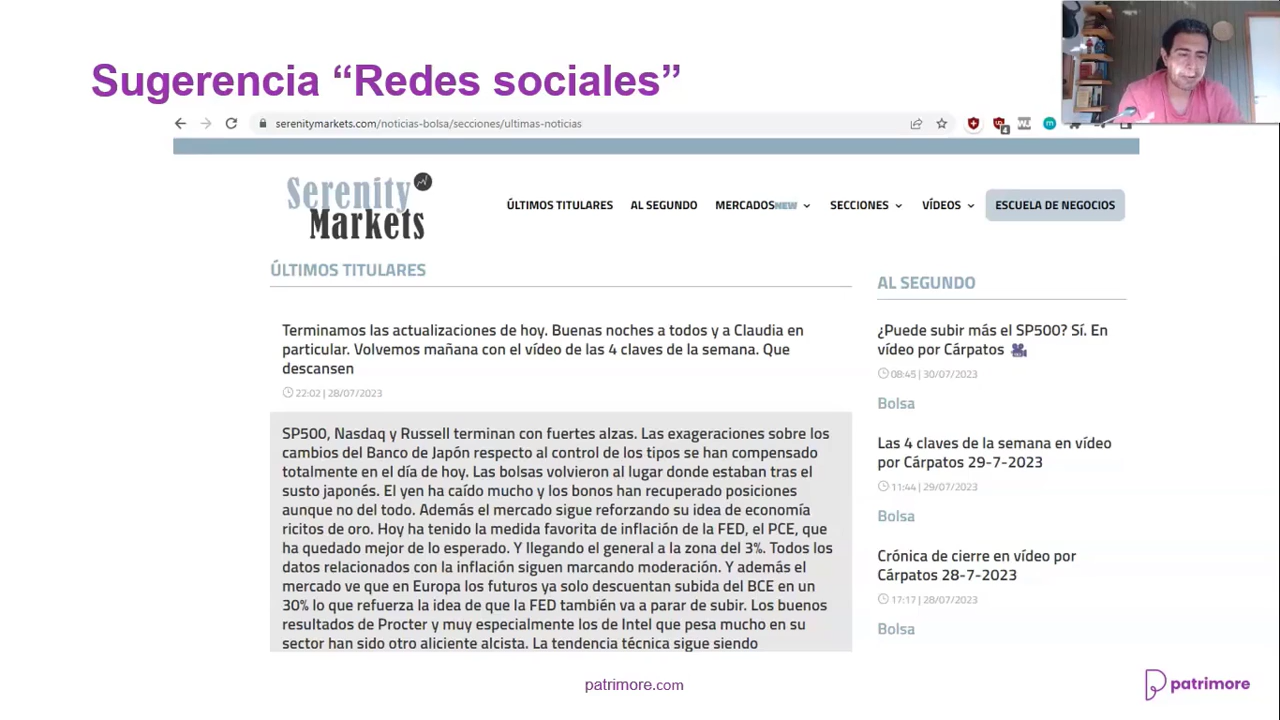 Sugerencia “Redes sociales”
serenitymarkets.com/noticias-bolsa/secciones/ultimas-noticias
4
Serenity
Markets
ÚLTIMOS TITULARES
AL SEGUNDO
MERCADOSNEW
SECCIONES
VÍDEOS
ESCUELA DE NEGOCIOS
ÚLTIMOS TITULARES
Terminamos las actualizaciones de hoy. Buenas noches a todos y a Claudia en
particular. Volvemos mañana con el vídeo de las 4 claves de la semana. Que
descansen
22:02 | 28/07/2023
SP500, Nasdaq y Russell terminan con fuertes alzas. Las exageraciones sobre los
cambios del Banco de Japón respecto al control de los tipos se han compensado
totalmente en el día de hoy. Las bolsas volvieron al lugar donde estaban tras el
susto japonés. El yen ha caído mucho y los bonos han recuperado posiciones
aunque no del todo. Además el mercado sigue reforzando su idea de economía
ricitos de oro. Hoy ha tenido la medida favorita de inflación de la FED, el PCE, que
ha quedado mejor de lo esperado. Y llegando el general a la zona del 3%. Todos los
datos relacionados con la inflación siguen marcando moderación. Y además el
mercado ve que en Europa los futuros ya solo descuentan subida del BCE en un
30% lo que refuerza la idea de que la FED también va a parar de subir. Los buenos
resultados de Procter y muy especialmente los de Intel que pesa mucho en su
sector han sido otro aliciente alcista. La tendencia técnica sigue siendo
AL SEGUNDO
¿Puede subir más el SP500? Sí. En
vídeo por Cárpatos
08:45 | 30/07/2023
Bolsa
Las 4 claves de la semana en vídeo
por Cárpatos 29-7-2023
11:44 | 29/07/2023
Bolsa
Crónica de cierre en vídeo por
Cárpatos 28-7-2023
17:17 | 28/07/2023
Bolsa
patrimore.com
patrimore